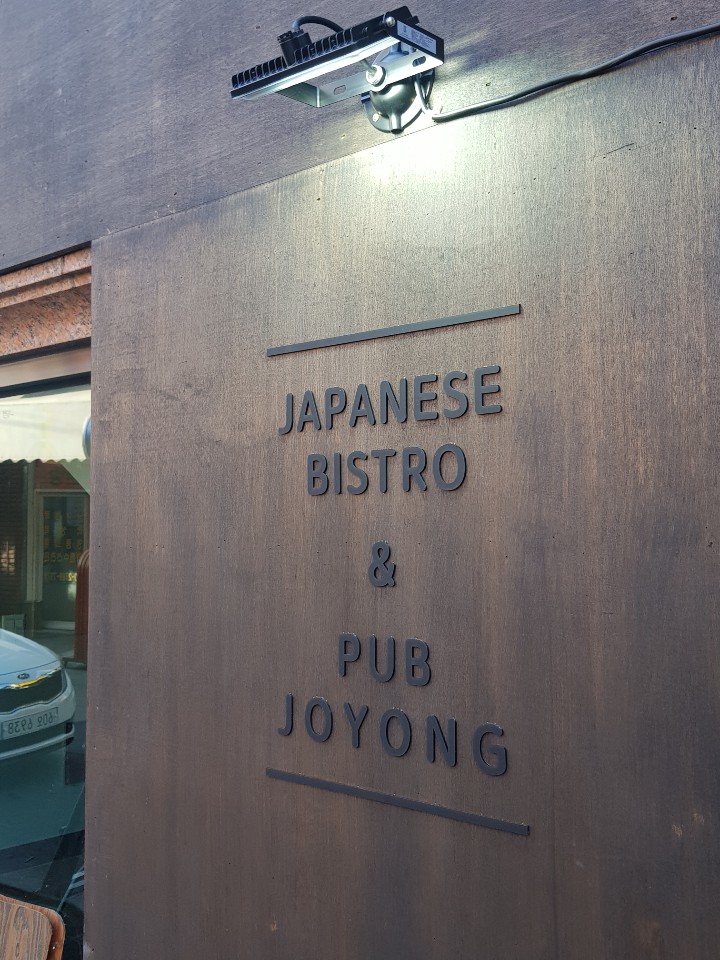 JAPANESE
BISTRO
&
PUB
JOYONG